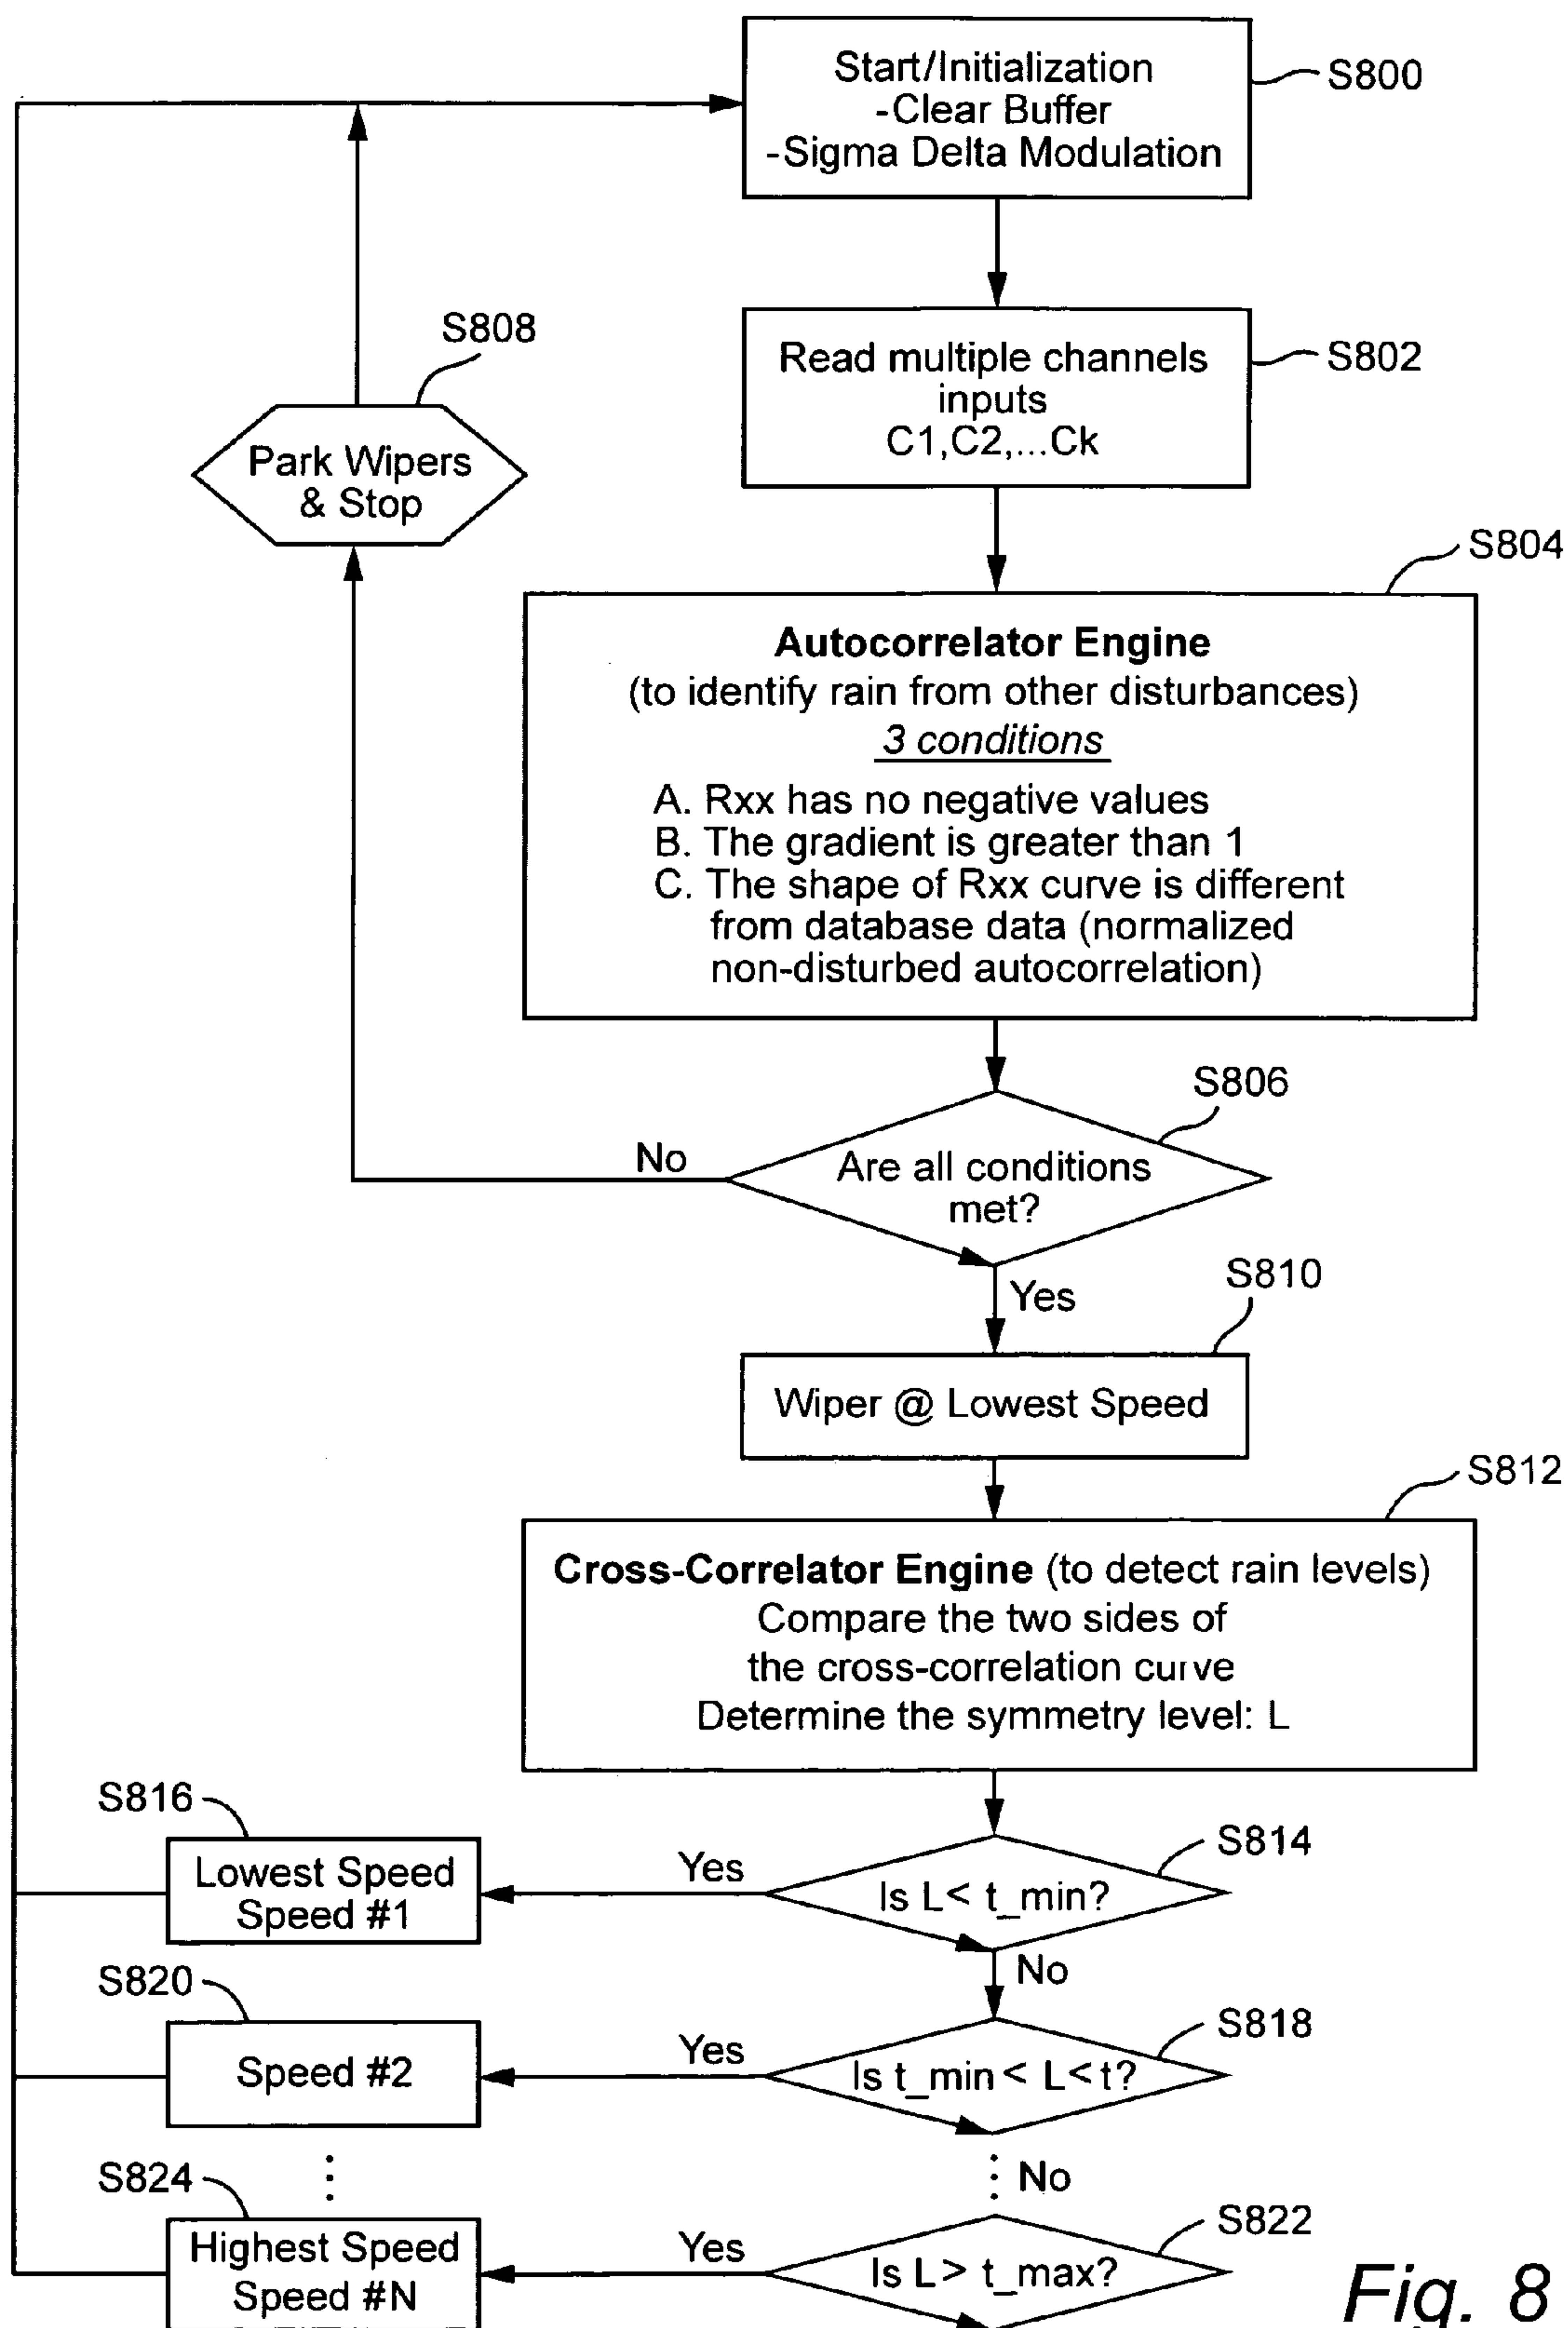 Start/Initialization
-Clear Buffer
-Sigma Delta Modulation
S800
Read multiple channels
inputs
C1,C2,...Ck
S802
S808
Park Wipers
& Stop
S804
Autocorrelator Engine
(to identify rain from other disturbances)
3 conditions
A. Rxx has no negative values
B. The gradient is greater than 1
C. The shape of Rxx curve is different
from database data (normalized
non-disturbed autocorrelation)
S806
No
Are all conditions
met?
Yes
S810
Wiper @ Lowest Speed
S812
Cross-Correlator Engine (to detect rain levels)
Compare the two sides of
the cross-correlation curve
Determine the symmetry level: L
S816
Lowest Speed
Speed #1
Yes
S814
Is L< t_min?
No
S820
Speed #2
Yes
S818
Is t_min< L<t?
No
S824
Highest Speed
Speed #N
Yes
S822
Is L> t_max?
Fig. 8